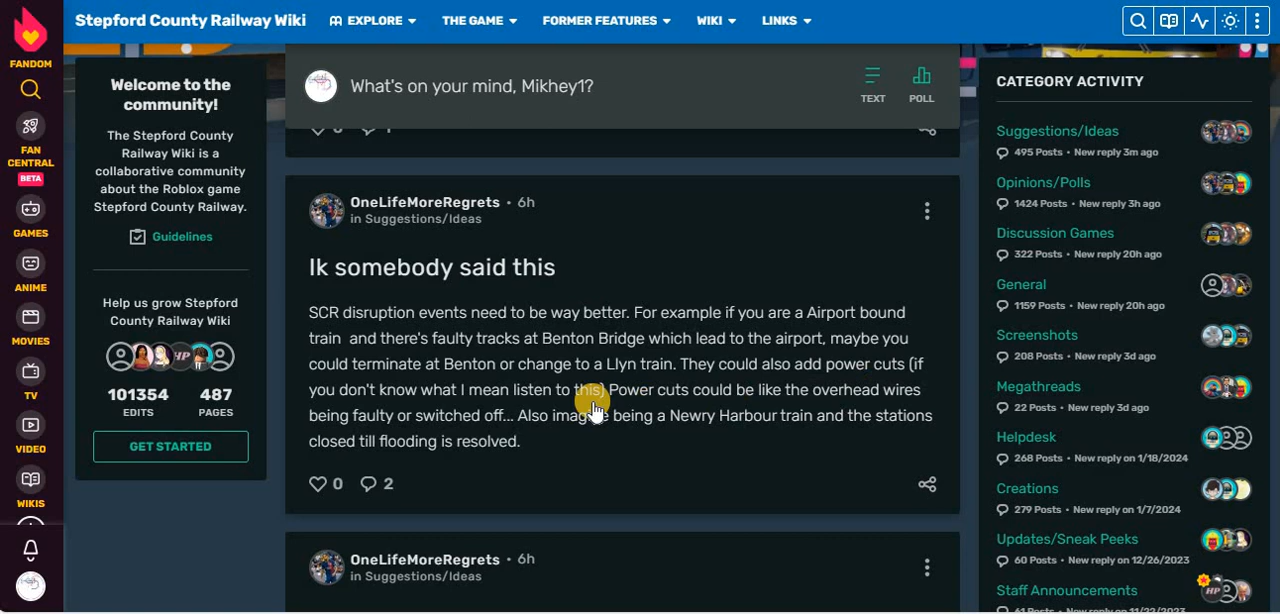 Stepford County Railway Wiki
EXPLORE
THE GAME
FORMER FEATURES
WIKI
LINKS
FANDOM
FAN
CENTRAL
BETA
GAMES
ANIME
MOVIES
TV
VIDEO
WIKIS
Welcome to the
community!
The Stepford County
Railway Wiki is a
collaborative community
about the Roblox game
Stepford County Railway.
Guidelines
Help us grow Stepford
County Railway Wiki
HP
101354
EDITS
487
PAGES
GET STARTED
What's on your mind, Mikhey1?
TEXT
POLL
OneLifeMoreRegrets • 6h
in Suggestions/Ideas
Ik somebody said this
SCR disruption events need to be way better. For example if you are a Airport bound
train and there's faulty tracks at Benton Bridge which lead to the airport, maybe you
could terminate at Benton or change to a Llyn train. They could also add power cuts (if
you don't know what I mean listen to this) Power cuts could be like the overhead wires
being faulty or switched off... Also imagine being a Newry Harbour train and the stations
closed till flooding is resolved.
0
2
OneLifeMoreRegrets • 6h
in Suggestions/Ideas
CATEGORY ACTIVITY
Suggestions/Ideas
495 Posts • New reply 3m ago
Opinions/Polls
1424 Posts • New reply 3h ago
Discussion Games
322 Posts • New reply 20h ago
General
1159 Posts • New reply 20h ago
Screenshots
208 Posts • New reply 3d ago
Megathreads
22 Posts • New reply 3d ago
Helpdesk
268 Posts • New reply on 1/18/2024
Creations
279 Posts • New reply on 1/7/2024
Updates/Sneak Peeks
60 Posts • New reply on 12/26/2023
Staff Announcements
HP
61 Posts • New reply on 11/22/2023